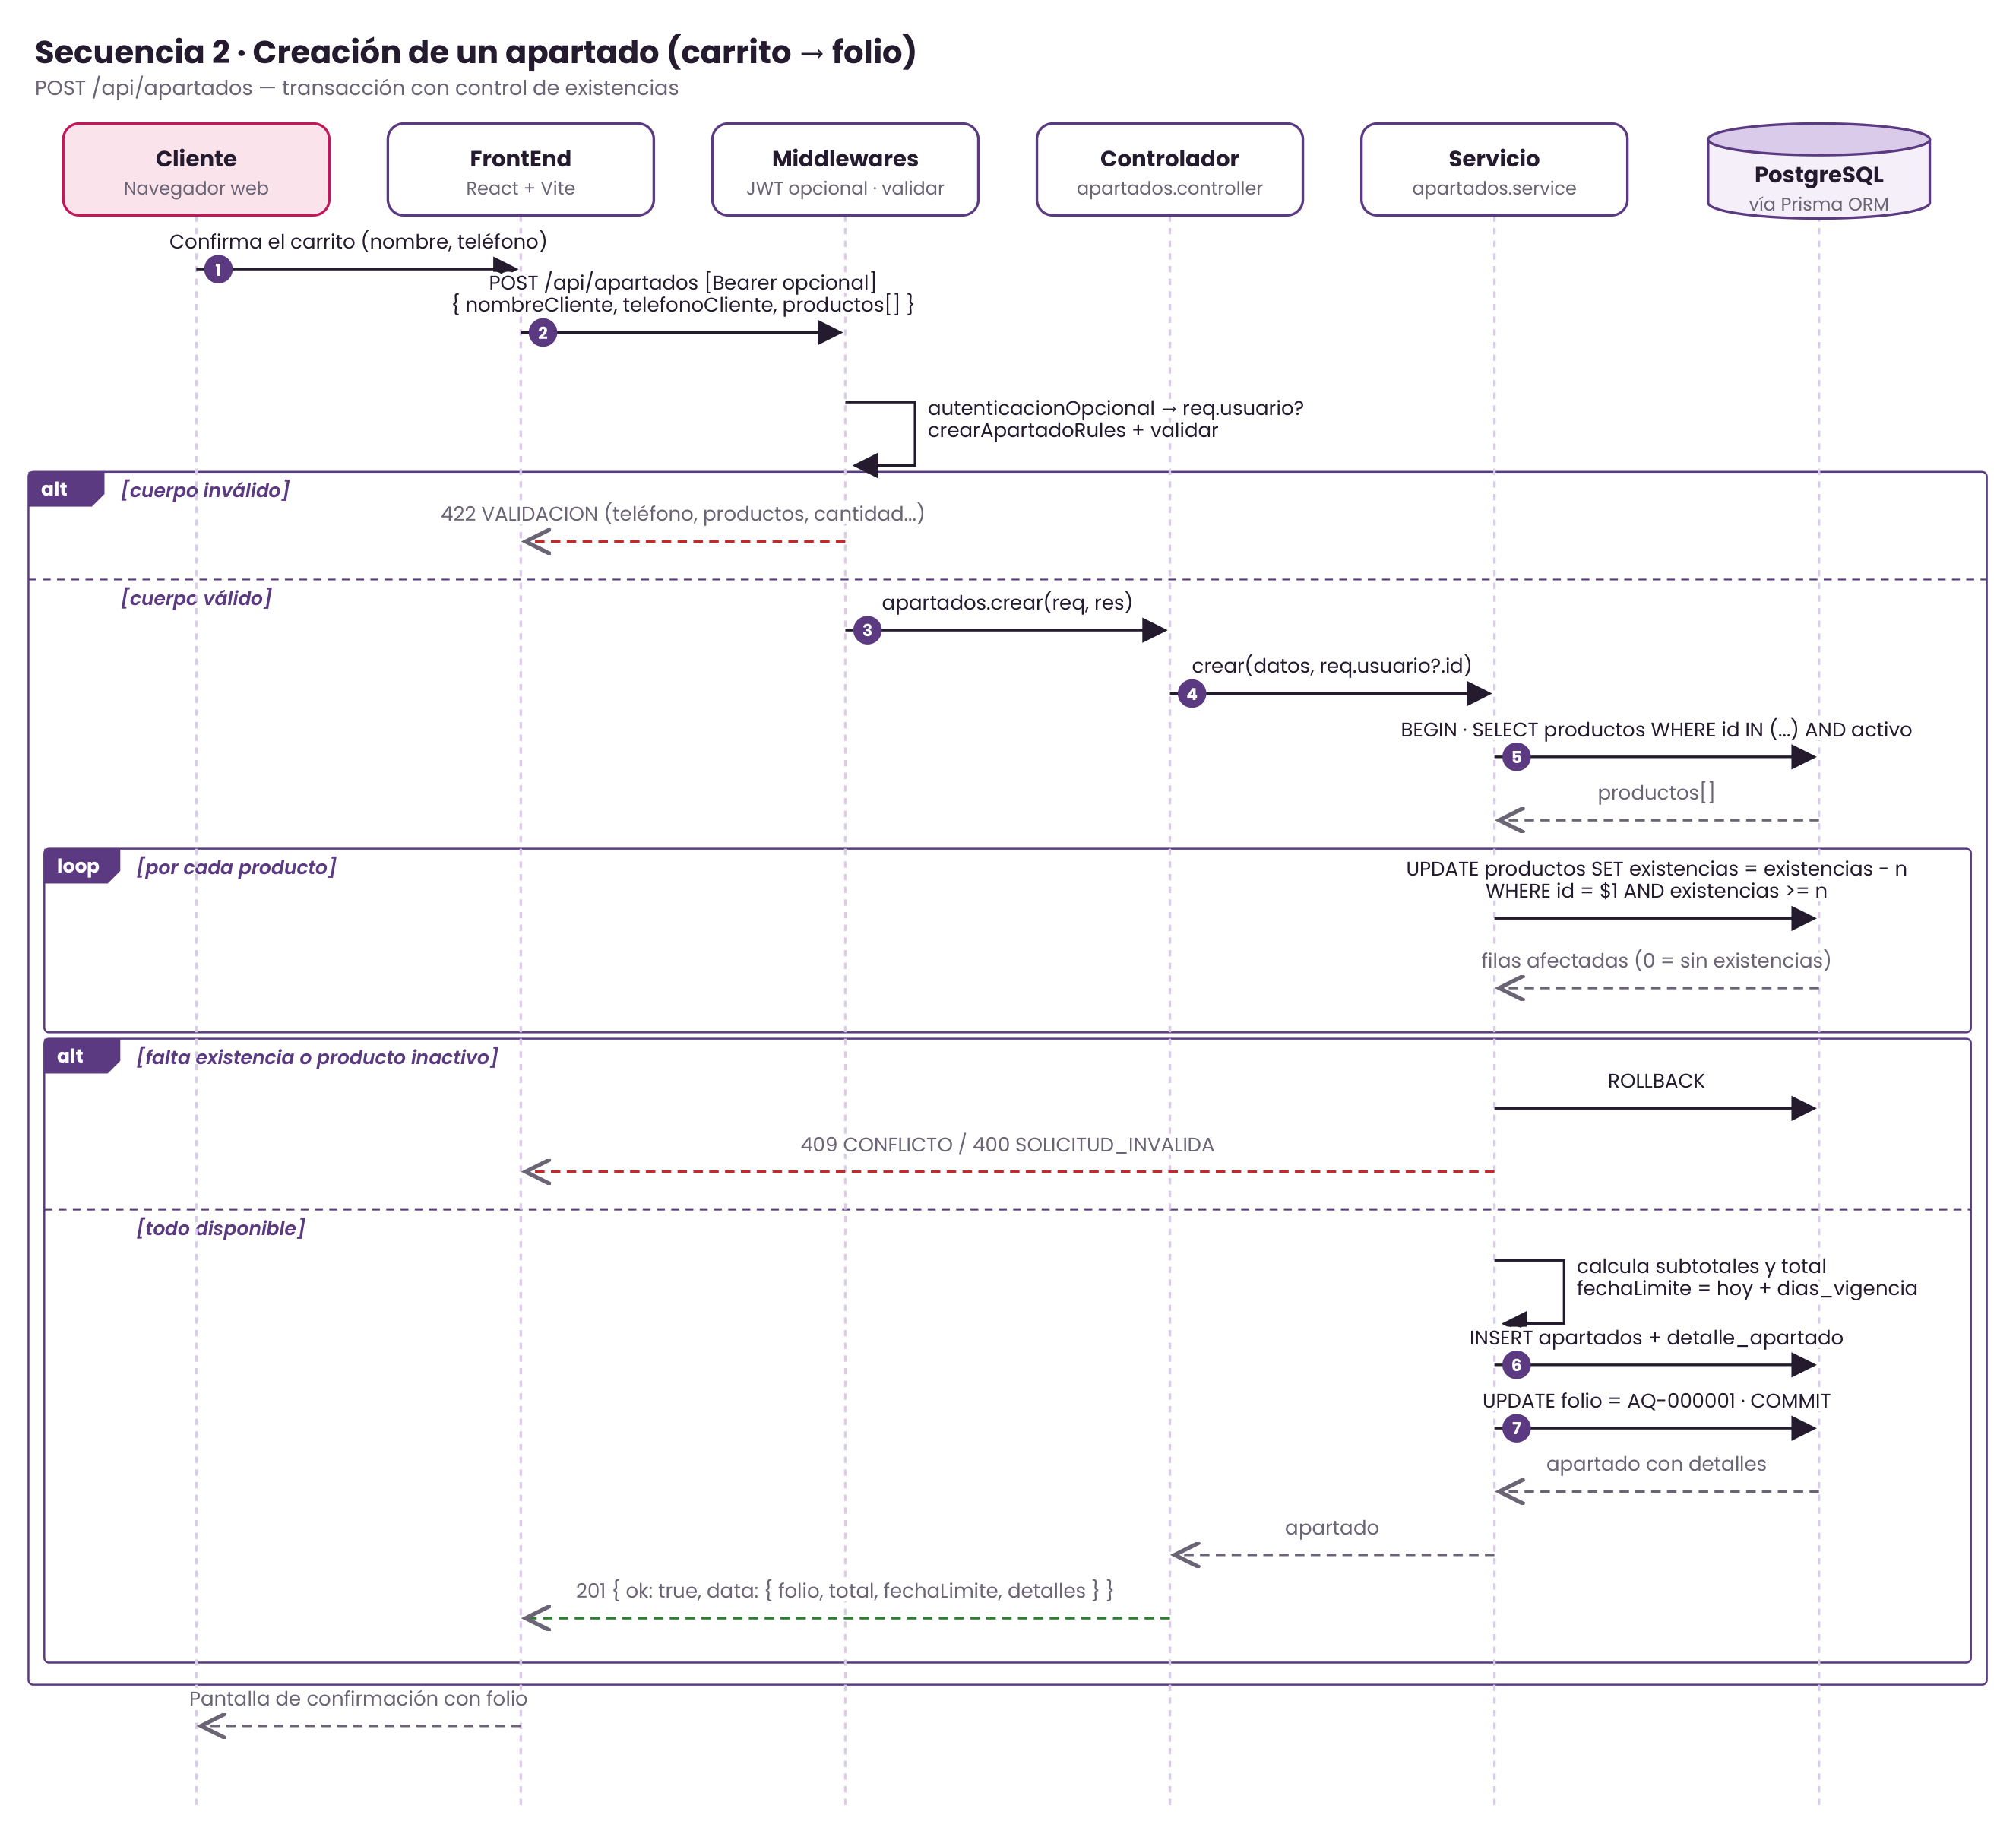 Secuencia 2 · Creación de un apartado (carrito → folio)
POST /api/apartados — transacción con control de existencias
Cliente
Navegador web
FrontEnd
React + Vite
Middlewares
JWT opcional · validar
Controlador
apartados.controller
Servicio
apartados.service
PostgreSQL
vía Prisma ORM
Confirma el carrito (nombre, teléfono)
1
POST /api/apartados [Bearer opcional]
{ nombreCliente, telefonoCliente, productos[] }
2
autenticacionOpcional → req.usuario?
crearApartadoRules + validar
alt
[cuerpo inválido]
422 VALIDACION (teléfono, productos, cantidad...)
[cuerpo válido]
apartados.crear(req, res)
3
crear(datos, req.usuario?.id)
4
BEGIN · SELECT productos WHERE id IN (...) AND activo
5
productos[]
loop
[por cada producto]
UPDATE productos SET existencias = existencias - n
WHERE id = $1 AND existencias >= n
filas afectadas (0 = sin existencias)
alt
[falta existencia o producto inactivo]
ROLLBACK
409 CONFLICTO / 400 SOLICITUD_INVALIDA
[todo disponible]
calcula subtotales y total
fechaLimite = hoy + dias_vigencia
INSERT apartados + detalle_apartado
6
UPDATE folio = AQ-000001 · COMMIT
7
apartado con detalles
apartado
201 { ok: true, data: { folio, total, fechaLimite, detalles } }
Pantalla de confirmación con folio